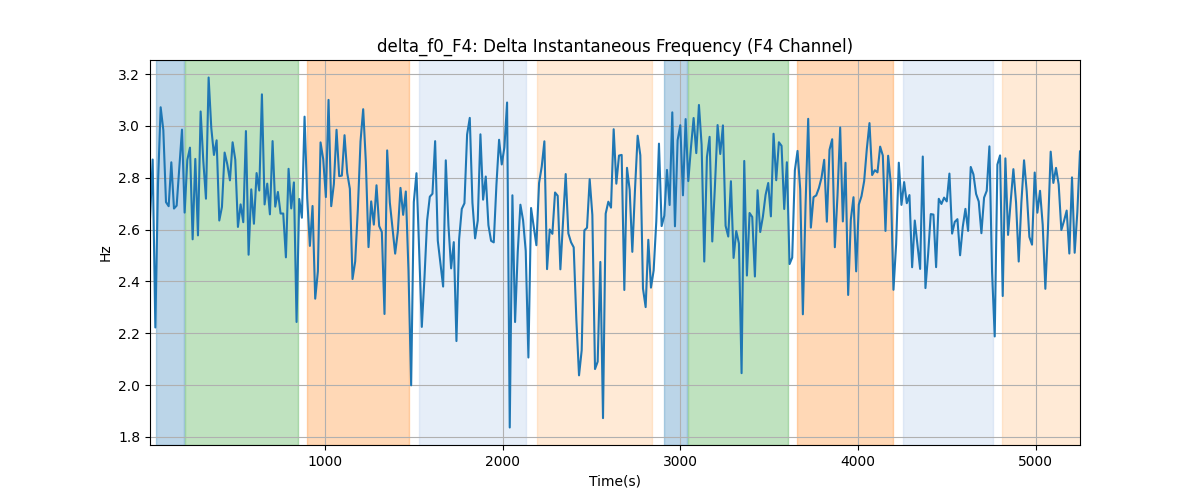 delta_f0_F4: Delta Instantaneous Frequency (F4 Channel)
3.2
3.0
2.8
2.6
2.4
2.2
2.0
1.8
Hz
1000 2000 3000 4000 5000
Time(s)